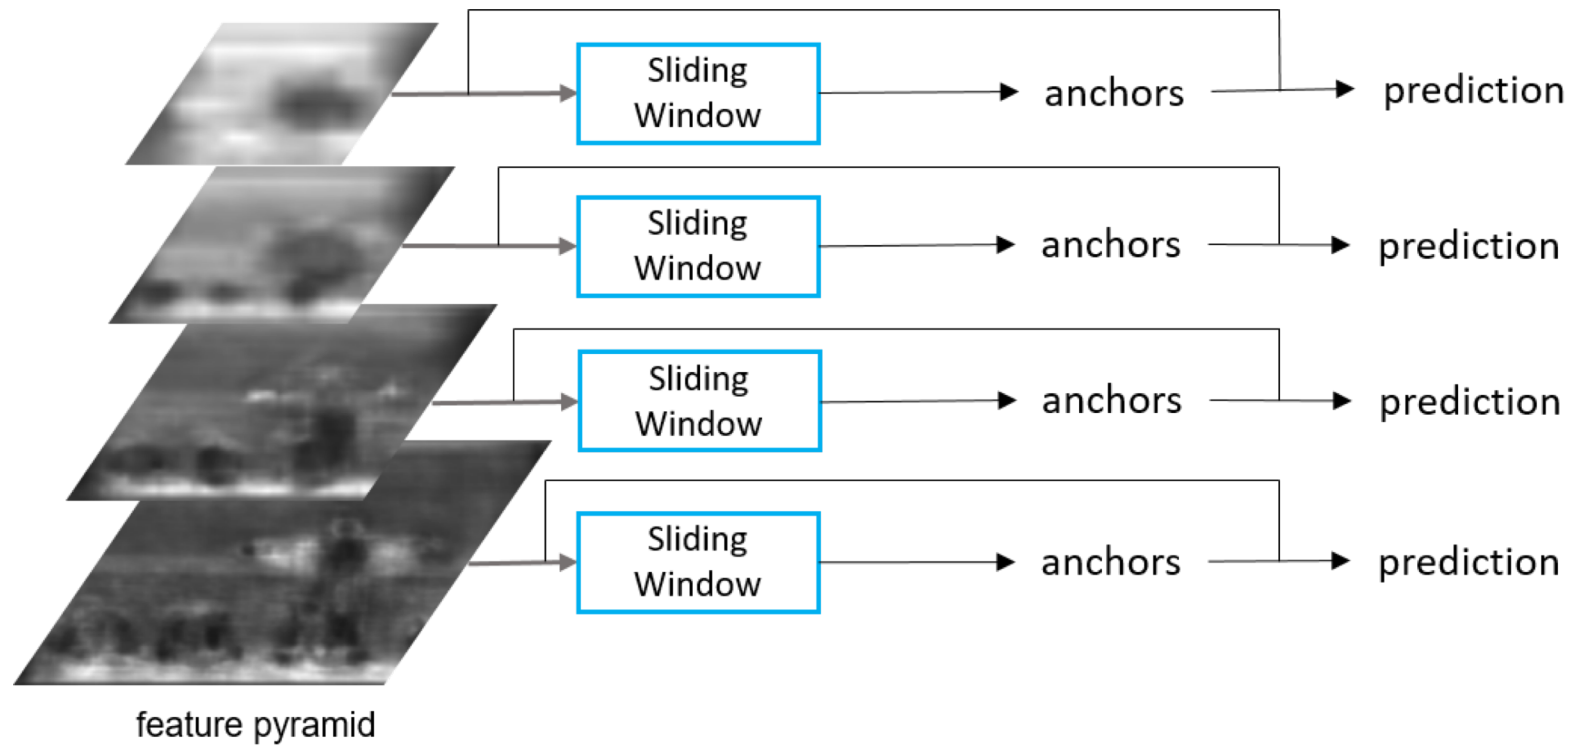 Sliding
Window
anchors
prediction
Sliding
Window
anchors
prediction
Sliding
Window
anchors
prediction
Sliding
Window
anchors
prediction
feature pyramid